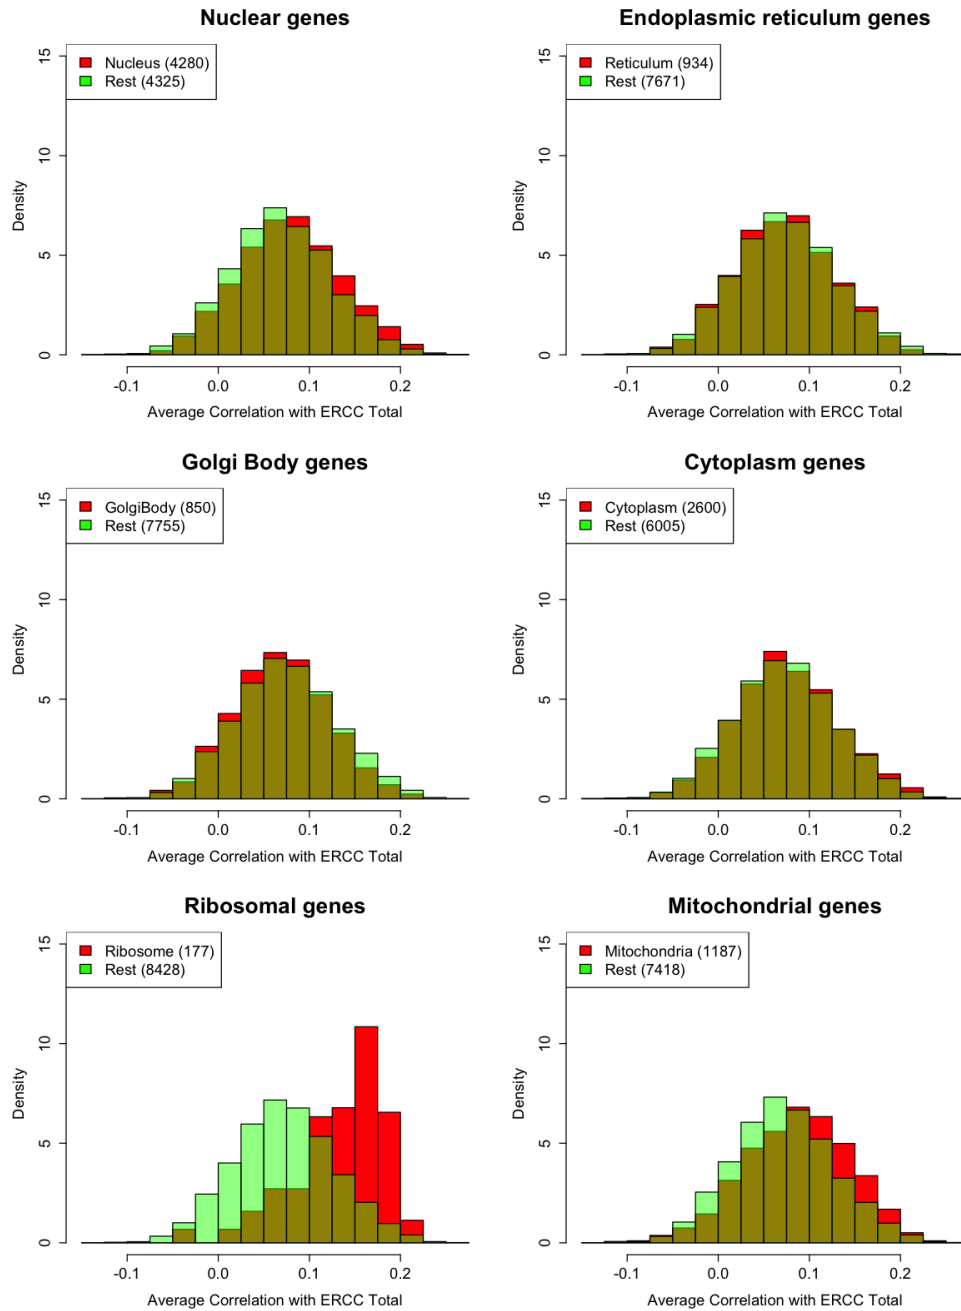 Nuclear genes
Nucleus (4280)
Rest (4325)
15
10
5
0
Density
-0.1 0.0 0.1 0.2
Average Correlation with ERCC Total
Endoplasmic reticulum genes
Reticulum (934)
Rest (7671)
15
10
5
0
Density
-0.1 0.0 0.1 0.2
Average Correlation with ERCC Total
Golgi Body genes
GolgiBody (850)
Rest (7755)
15
10
5
0
Density
-0.1 0.0 0.1 0.2
Average Correlation with ERCC Total
Cytoplasm genes
Cytoplasm (2600)
Rest (6005)
15
10
5
0
Density
-0.1 0.0 0.1 0.2
Average Correlation with ERCC Total
Ribosomal genes
Ribosome (177)
Rest (8428)
15
10
5
0
Density
-0.1 0.0 0.1 0.2
Average Correlation with ERCC Total
Mitochondrial genes
Mitochondria (1187)
Rest (7418)
15
10
5
0
Density
-0.1 0.0 0.1 0.2
Average Correlation with ERCC Total